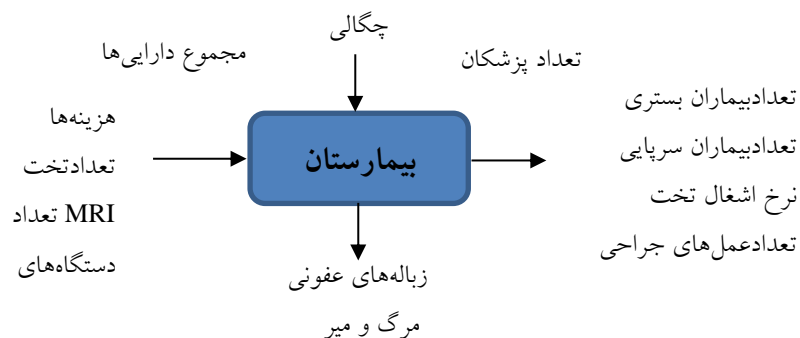 چگالی
مجموع دارایی‌ها
تعداد پزشکان
هزینه‌ها
تعدادتخت
تعداد MRI
دستگاه‌های
بیمارستان
تعدادبیماران بستری
تعدادبیماران سرپایی
نرخ اشغال تخت
تعدادعمل‌های جراحی
زباله‌های عفونی
مرگ و میر